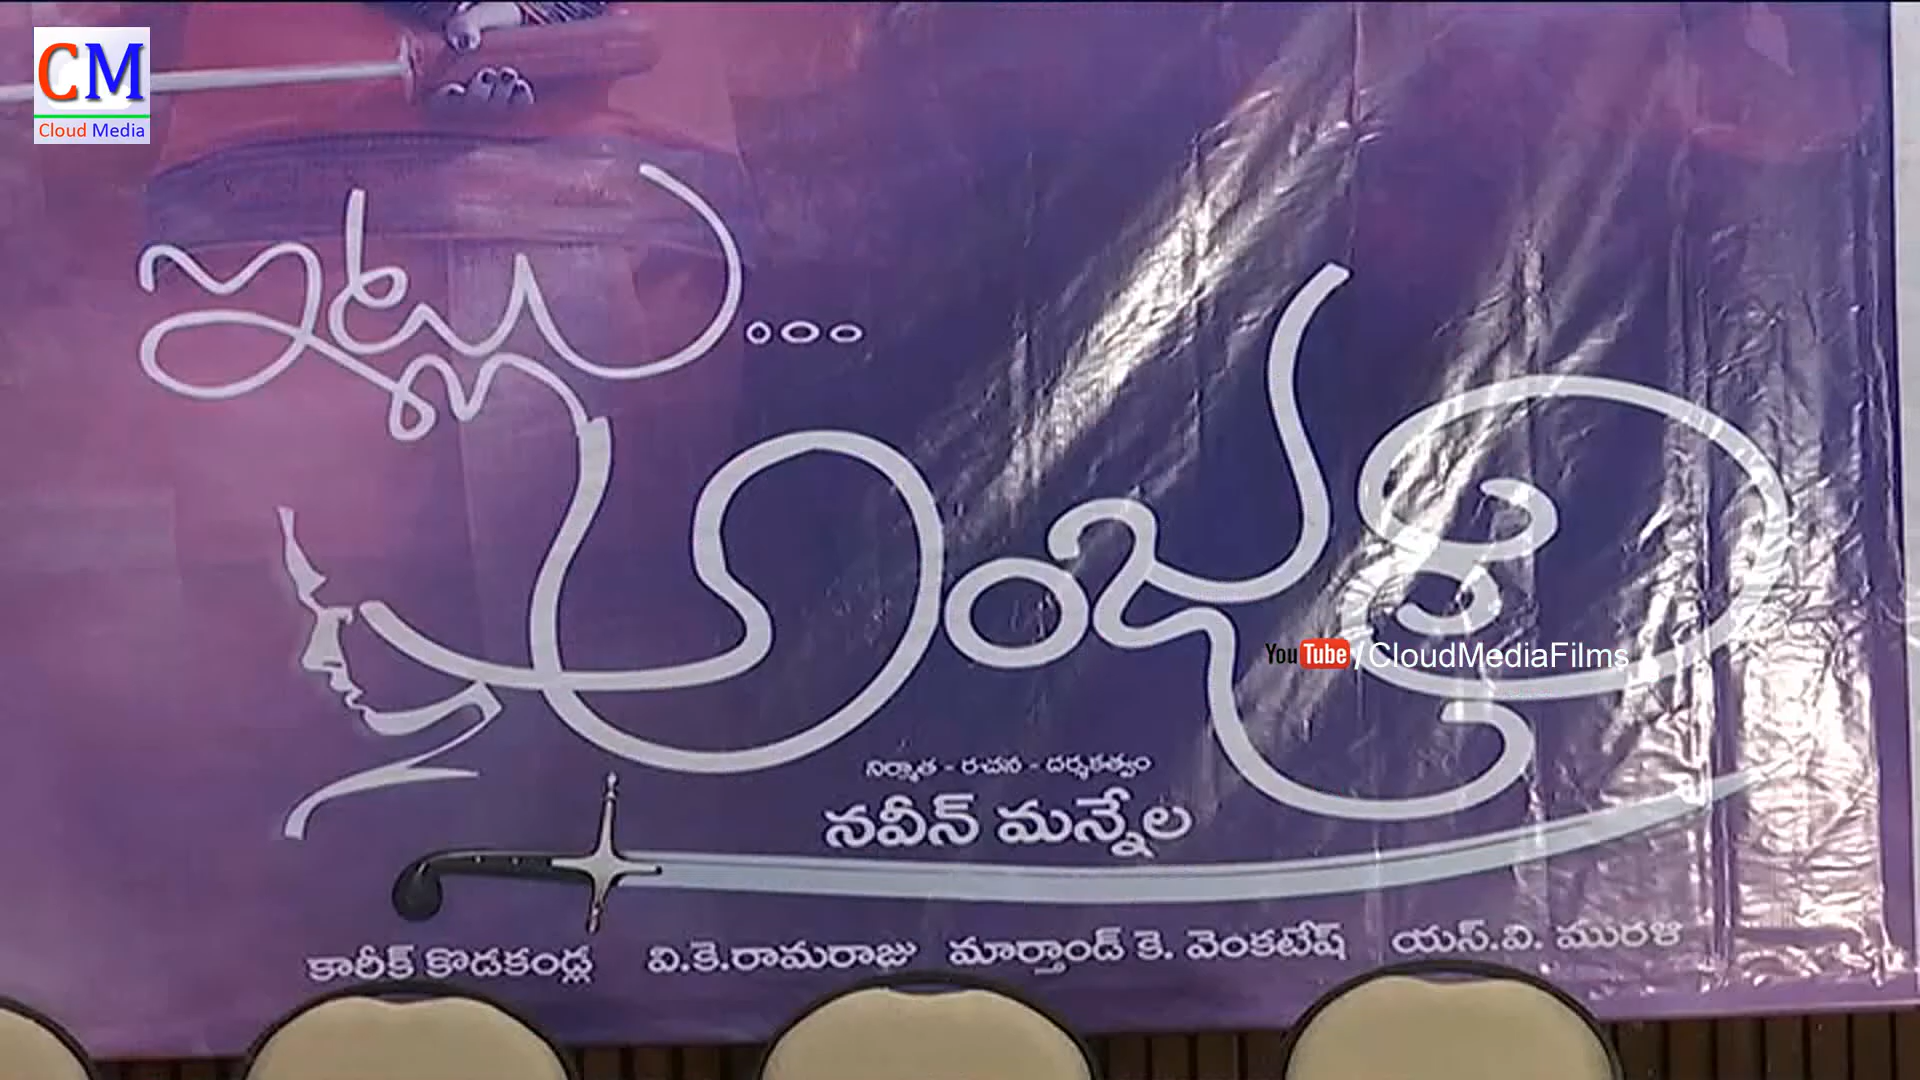 CM
Cloud Media
ఇట్లు...
అంజలి
YouTube /CloudMediaFilms
నిర్మాత - రచన - దర్శకత్వం
నవీన్ మన్నేల
కారీక్ కొడకండ్ల వి.కె.రామరాజు మార్తాండ్ కె. వెంకటేష్ యస్.వి. మురళి